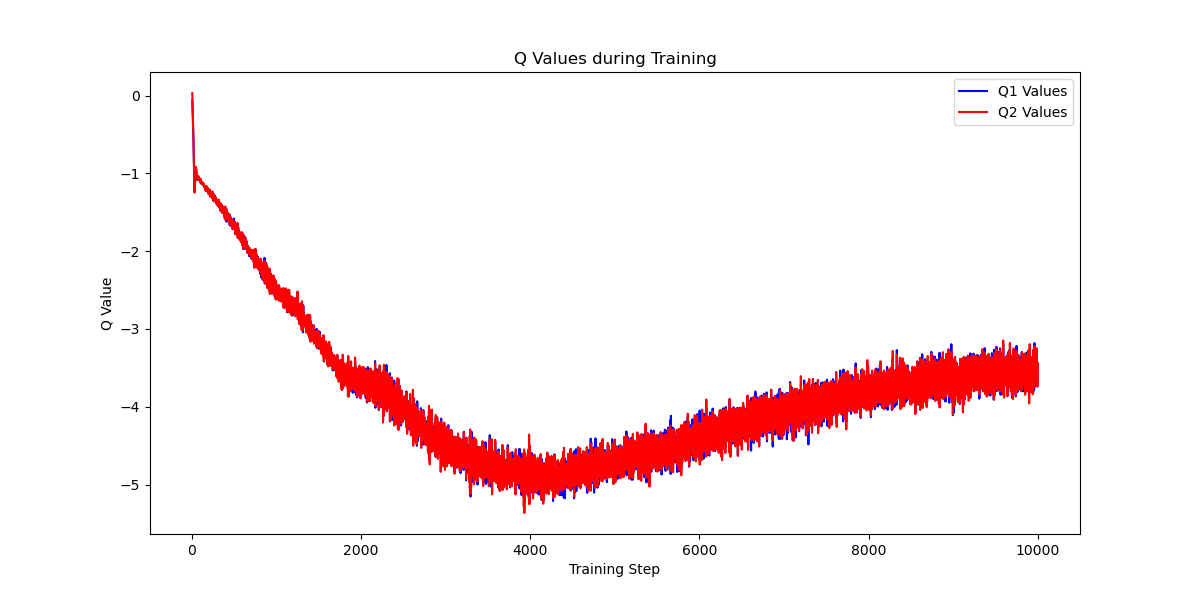 Q Values during Training
Q1 Values
Q2 Values
Q Value
0
−1
−2
−3
−4
−5
0 2000 4000 6000 8000 10000
Training Step